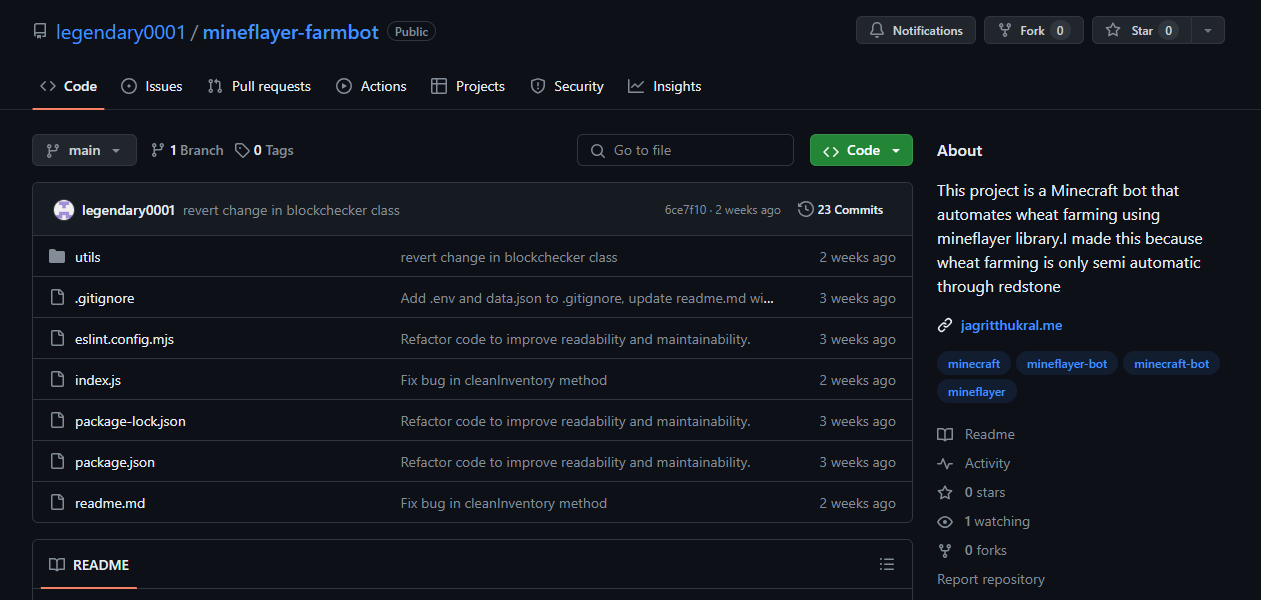 legendary0001 / mineflayer-farmbot Public
Notifications Fork 0 Star 0
Code Issues Pull requests Actions Projects Security Insights
main 1 Branch 0 Tags Go to file Code
legendary0001 revert change in blockchecker class 6ce7f10 · 2 weeks ago 23 Commits
utils revert change in blockchecker class 2 weeks ago
.gitignore Add .env and data.json to .gitignore, update readme.md wi... 3 weeks ago
eslint.config.mjs Refactor code to improve readability and maintainability. 3 weeks ago
index.js Fix bug in cleanInventory method 2 weeks ago
package-lock.json Refactor code to improve readability and maintainability. 3 weeks ago
package.json Refactor code to improve readability and maintainability. 3 weeks ago
readme.md Fix bug in cleanInventory method 2 weeks ago
README
About
This project is a Minecraft bot that
automates wheat farming using
mineflayer library.I made this because
wheat farming is only semi automatic
through redstone
jagritthukral.me
minecraft mineflayer-bot minecraft-bot
mineflayer
Readme
Activity
0 stars
1 watching
0 forks
Report repository